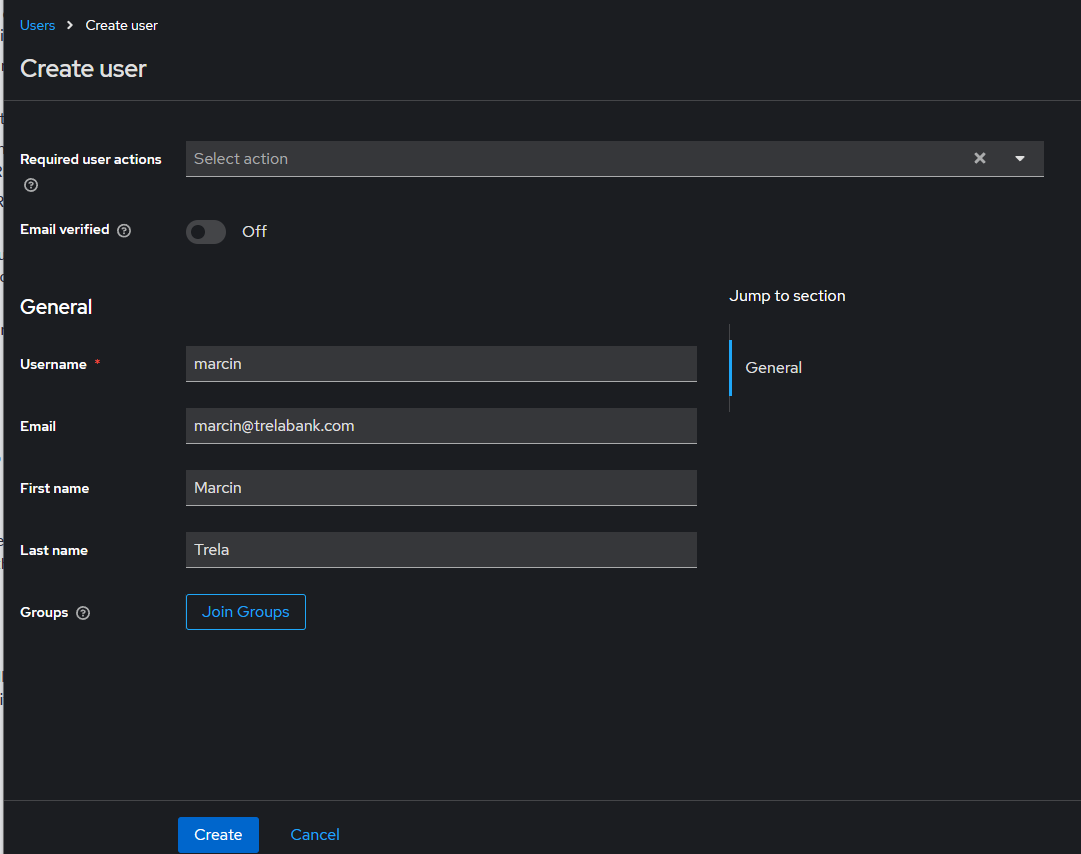 Users > Create user
Create user
Required user actions
Select action
Email verified
Off
General
Jump to section
General
Username *
marcin
Email
marcin@trelabank.com
First name
Marcin
Last name
Trela
Groups
Join Groups
Create
Cancel